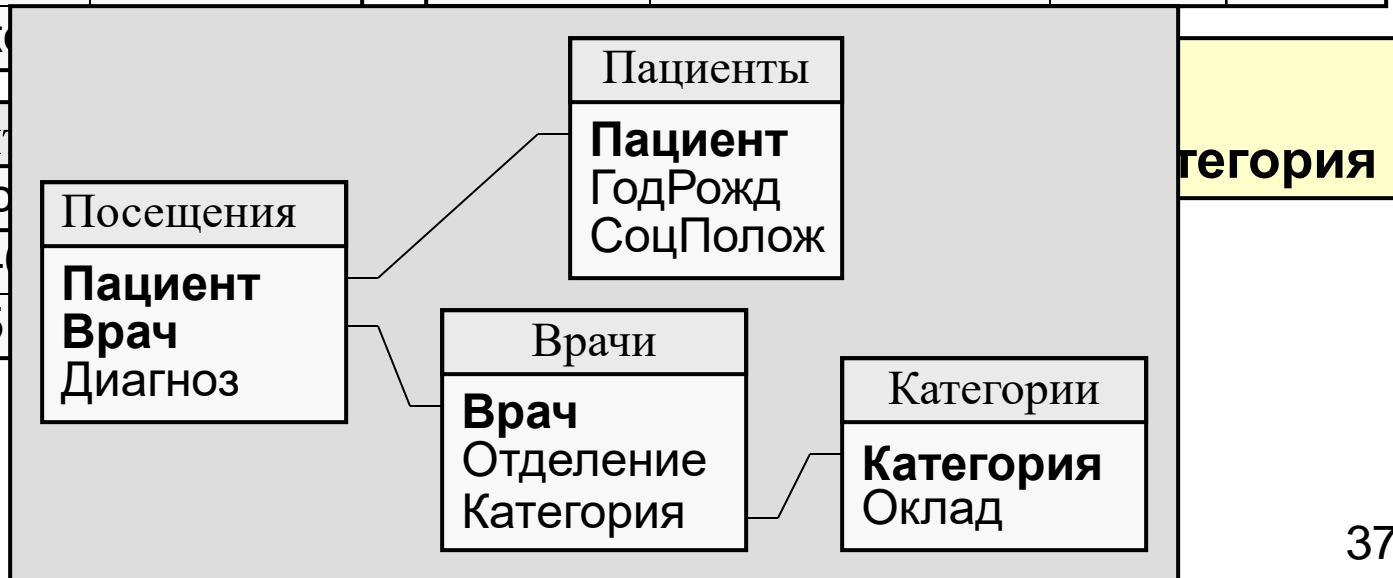 Пациенты
Пациент
ГодРожд
СоцПолож
тегория
Посещения
Пациент
Врач
Диагноз
Врачи
Врач
Отделение
Категория
Категории
Категория
Оклад
37